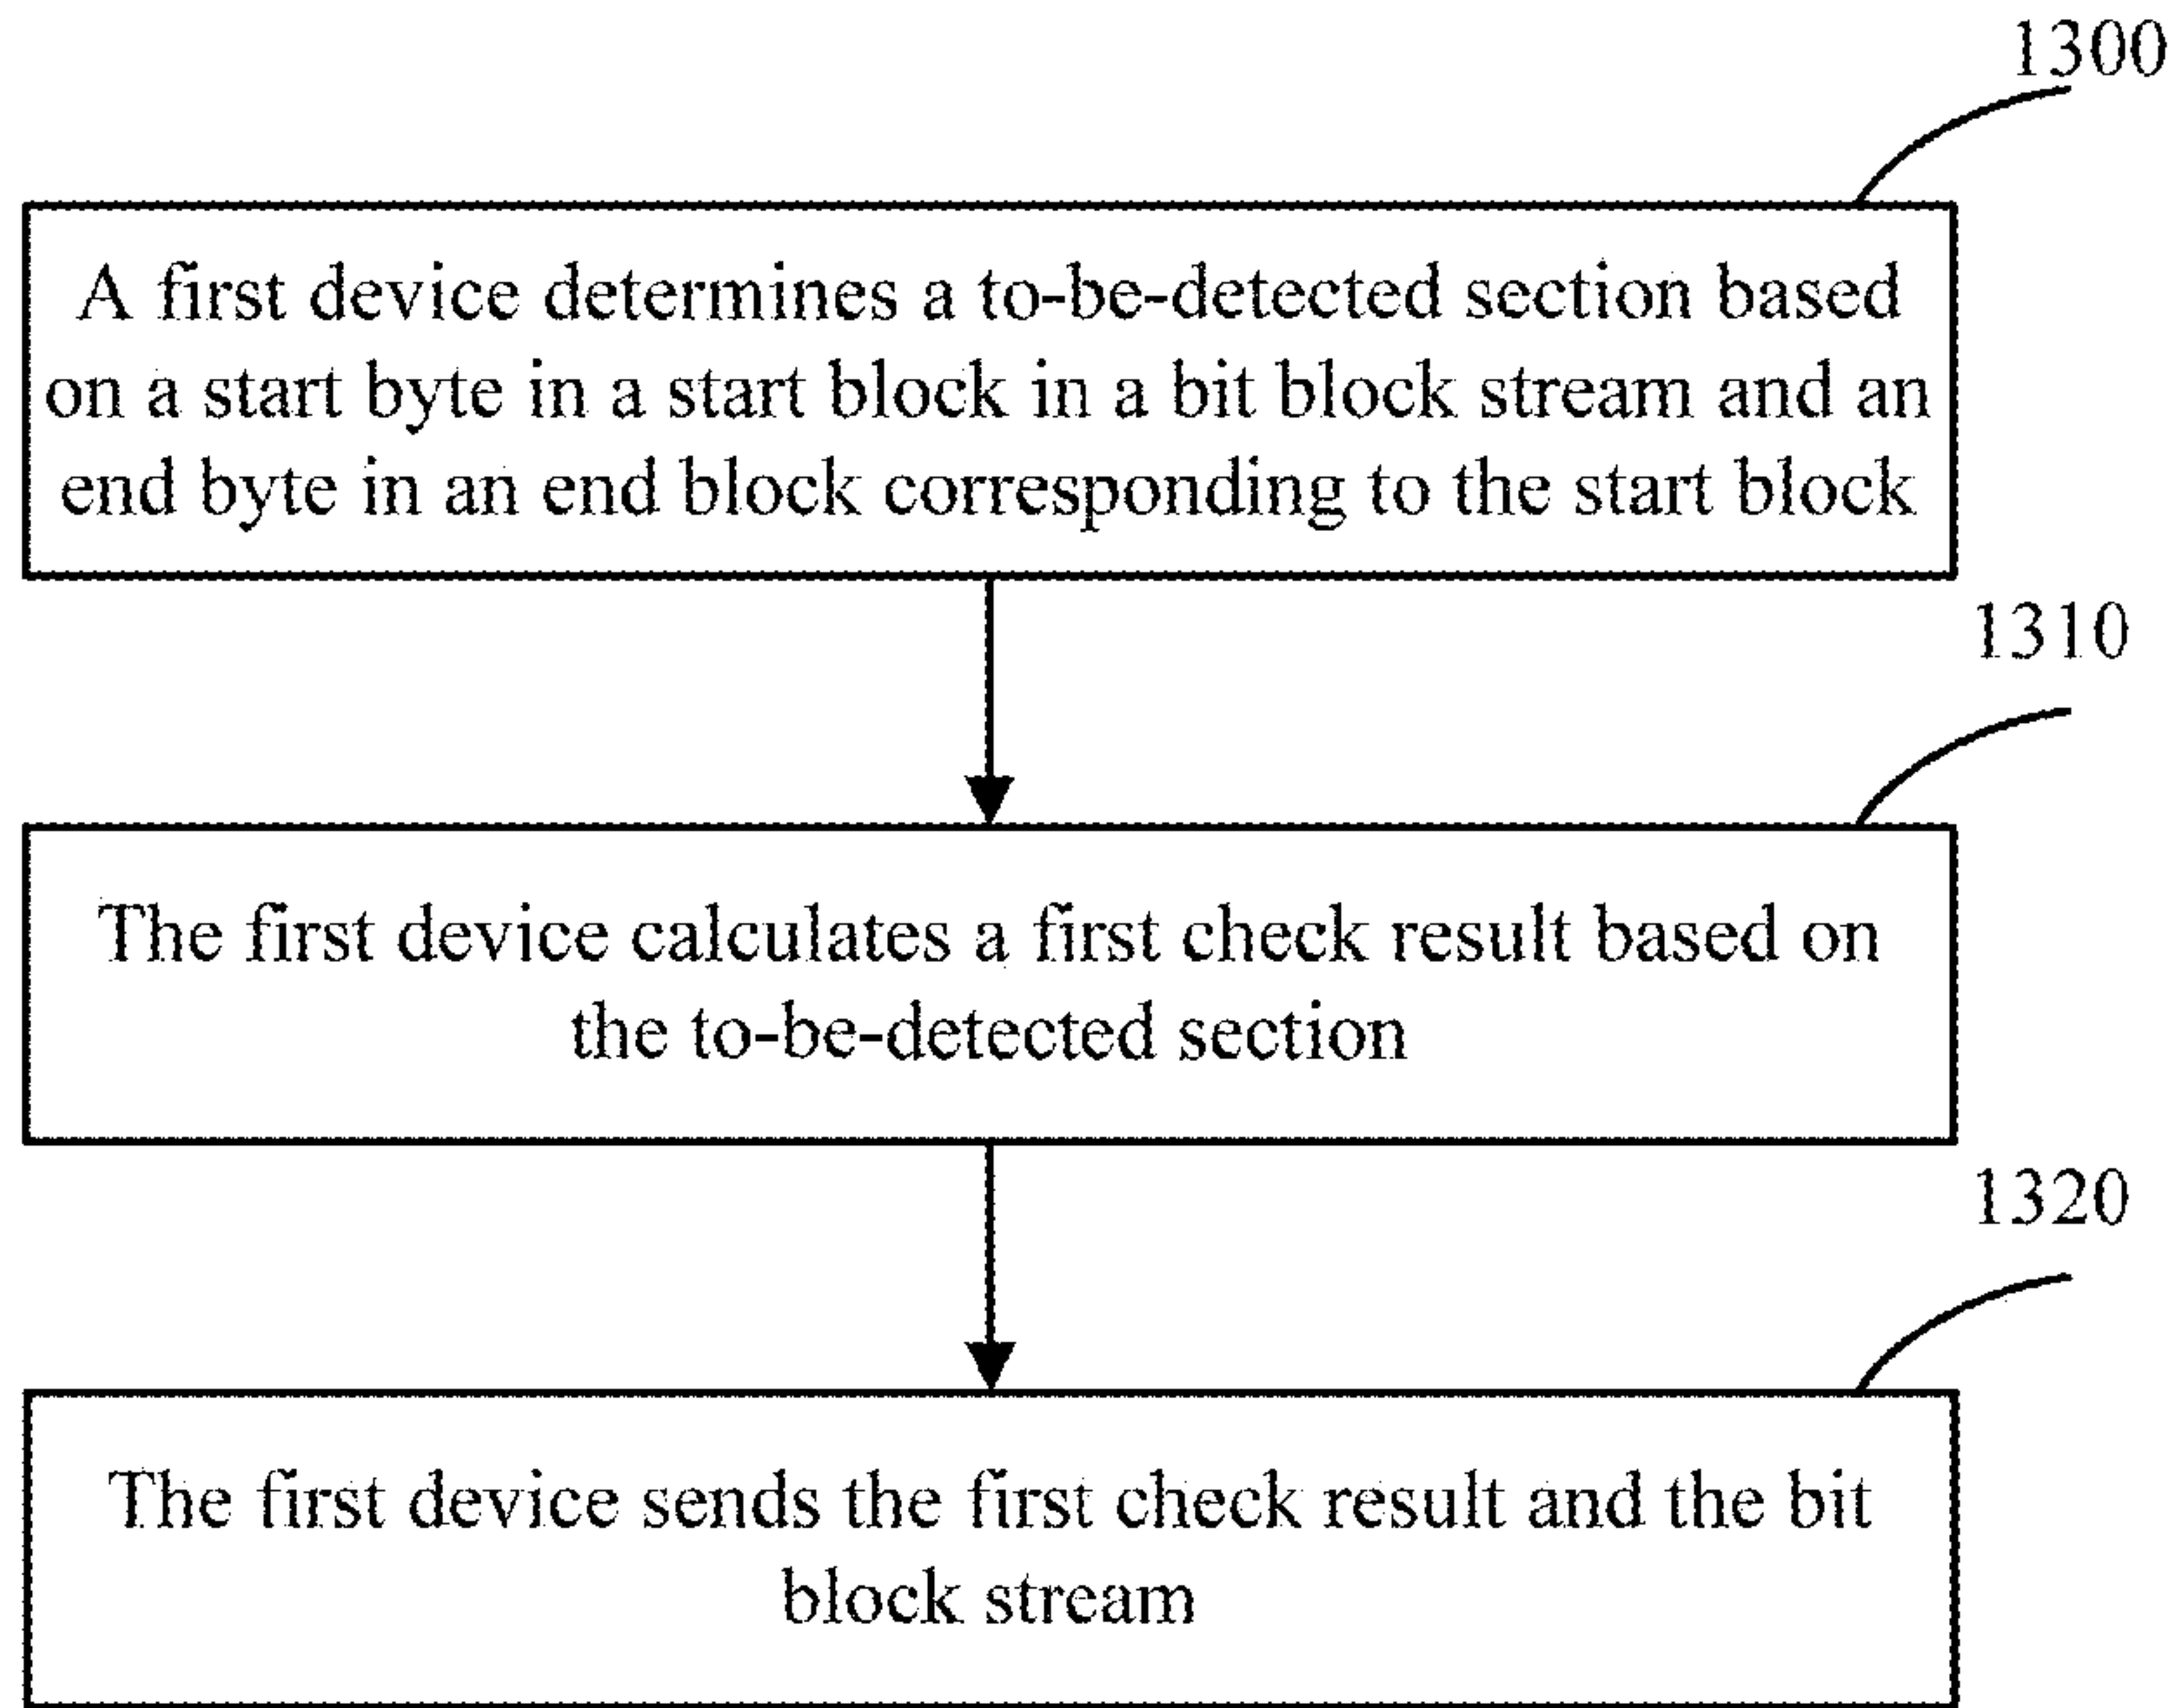 1300
A first device determines a to-be-detected section based
on a start byte in a start block in a bit block stream and an
end byte in an end block corresponding to the start block
1310
The first device calculates a first check result based on
the to-be-detected section
1320
The first device sends the first check result and the bit
block stream